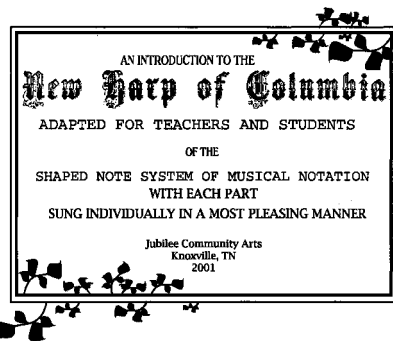 AN INTRODUCTION TO THE
New Harp of Columbia
ADAPTED FOR TEACHERS AND STUDENTS
OF THE
SHAPED NOTE SYSTEM OF MUSICAL NOTATION
WITH EACH PART
SUNG INDIVIDUALLY IN A MOST PLEASING MANNER
Jubilee Community Arts
Knoxville, TN
2001